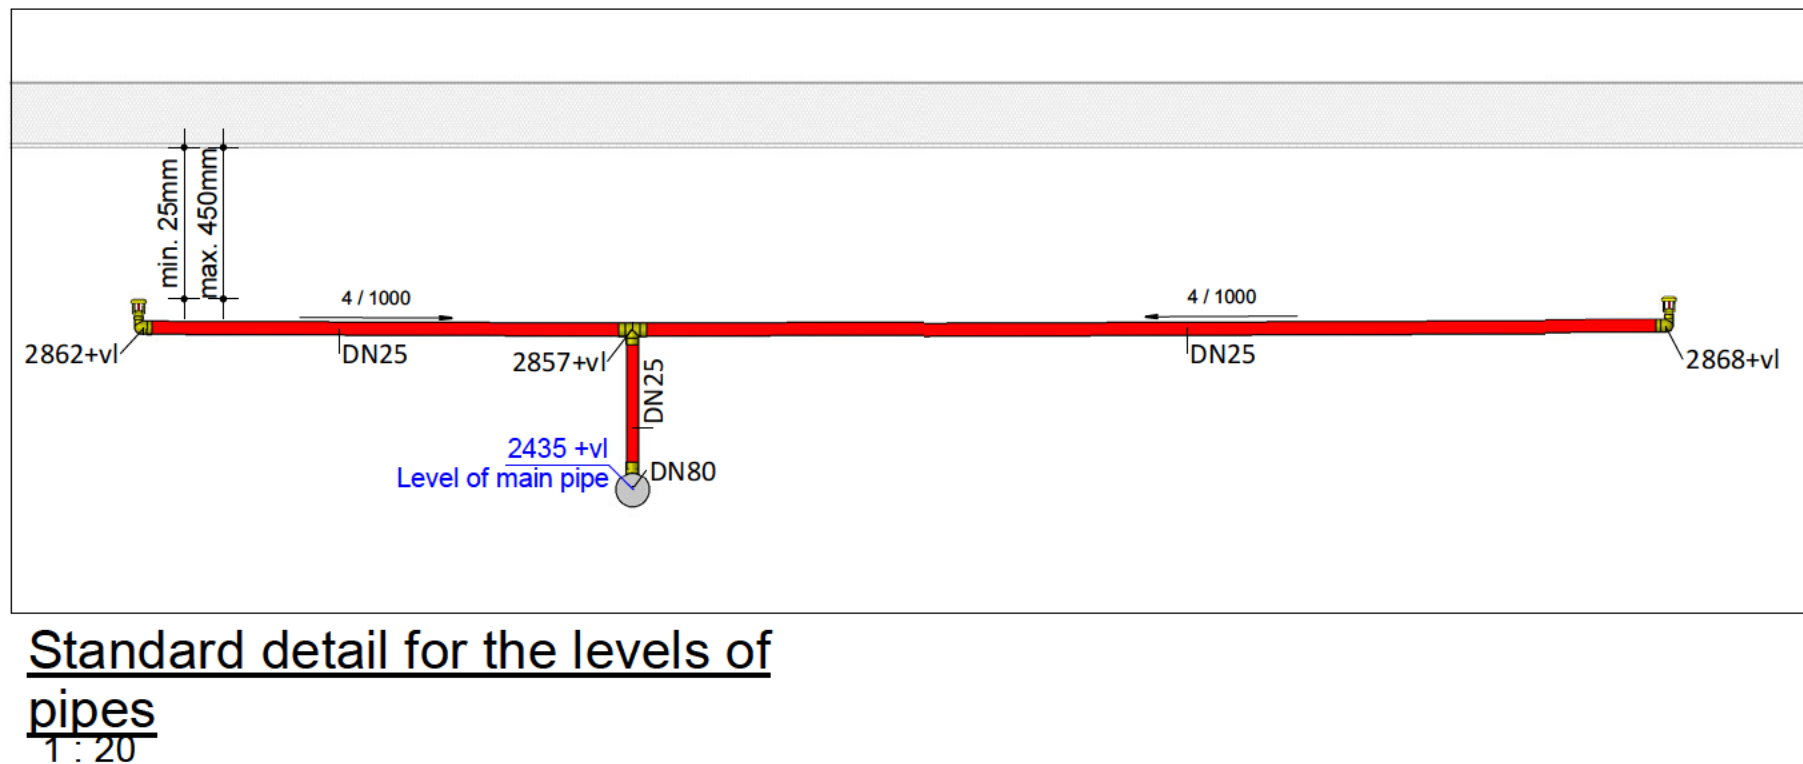 min. 25mm
max. 450mm
4 / 1000
4 / 1000
2862+vl
DN25
2857+vl
DN25
DN25
2868+vl
2435 +vl
Level of main pipe
DN80
Standard detail for the levels of
pipes
1 : 20